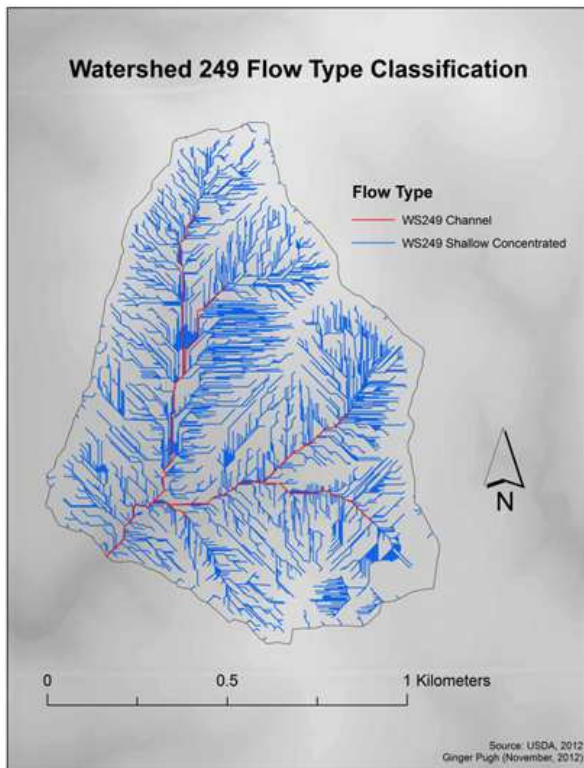 Watershed 249 Flow Type Classification
Flow Type
WS249 Channel
WS249 Shallow Concentrated
N
0 0.5 1 Kilometers
Source: USDA, 2012
Ginger Pugh (November, 2012)